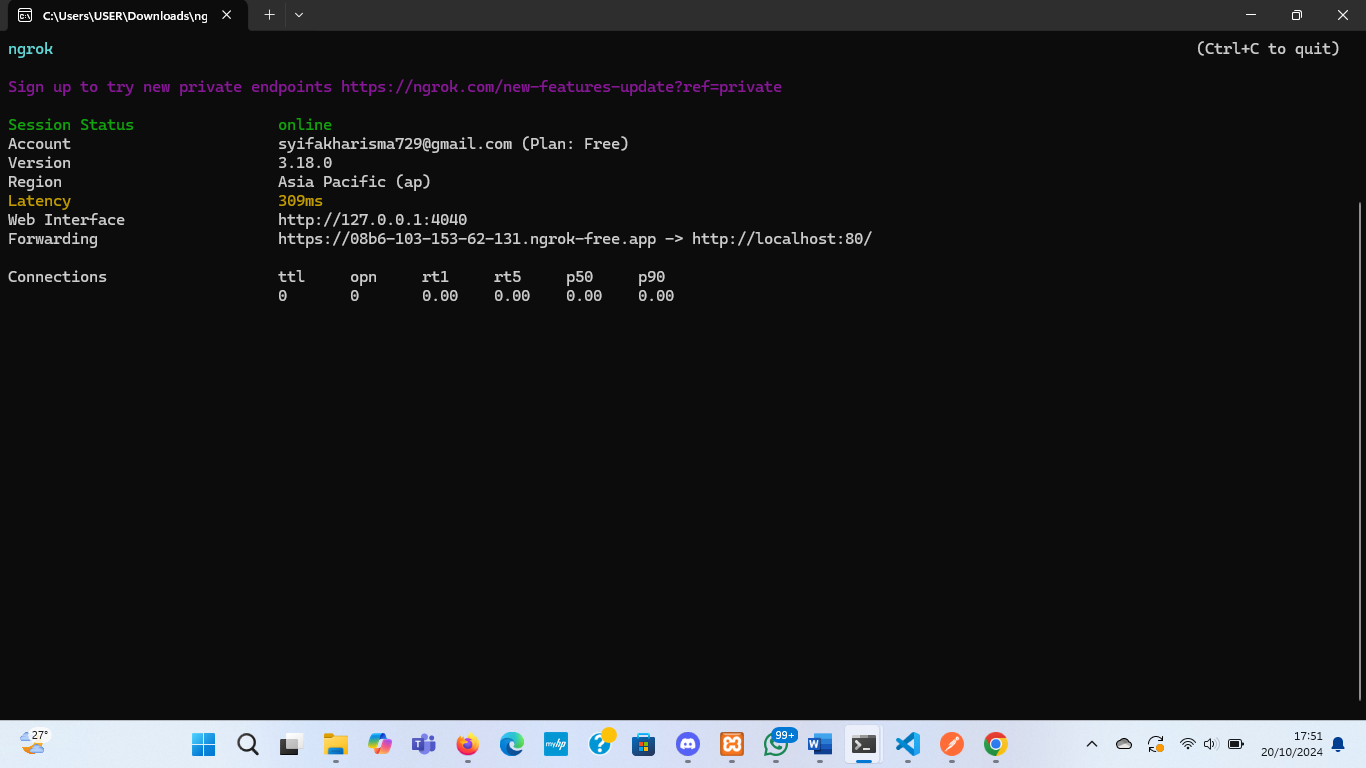 C:\Users\USER\Downloads\ng
ngrok (Ctrl+C to quit)
Sign up to try new private endpoints https://ngrok.com/new-features-update?ref=private
Session Status online
Account syifakharisma729@gmail.com (Plan: Free)
Version 3.18.0
Region Asia Pacific (ap)
Latency 309ms
Web Interface http://127.0.0.1:4040
Forwarding https://08b6-103-153-62-131.ngrok-free.app -> http://localhost:80/
Connections ttl opn rt1 rt5 p50 p90
0 0 0.00 0.00 0.00 0.00
27°
myhp
99+
17:51
20/10/2024